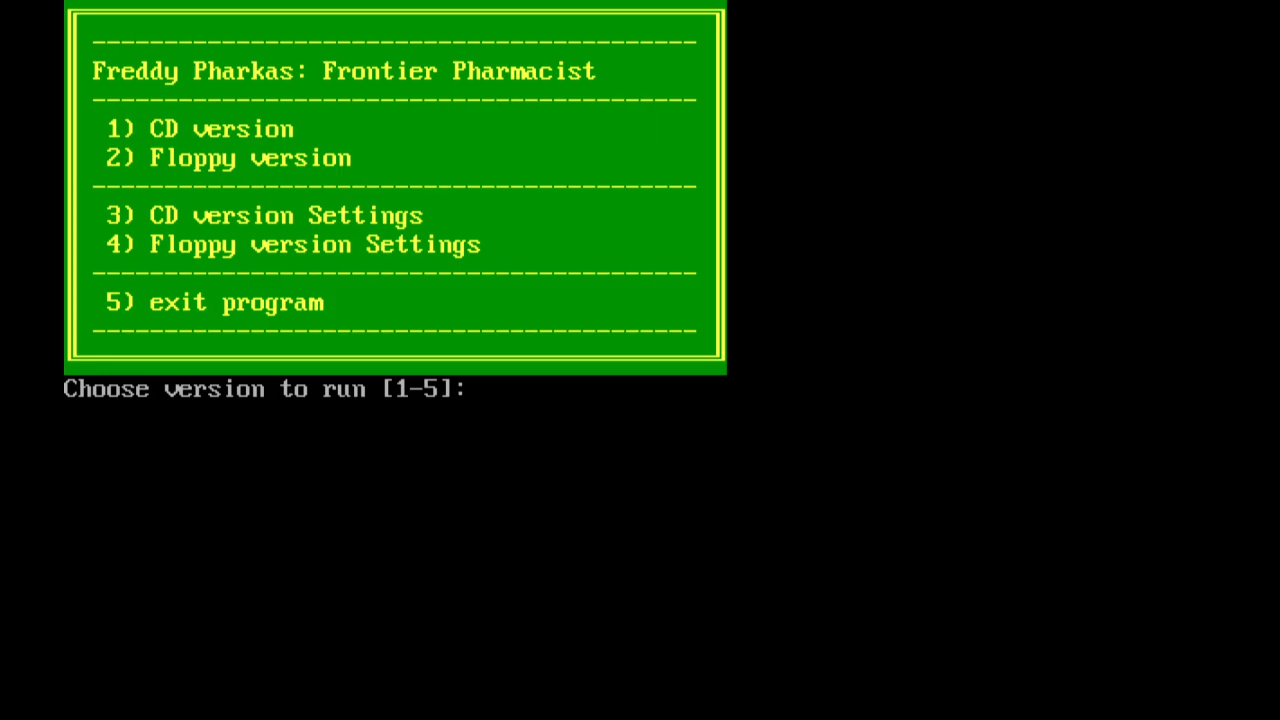 Freddy Pharkas: Frontier Pharmacist
1) CD version
2) Floppy version
3) CD version Settings
4) Floppy version Settings
5) exit program
Choose version to run [1-5]: